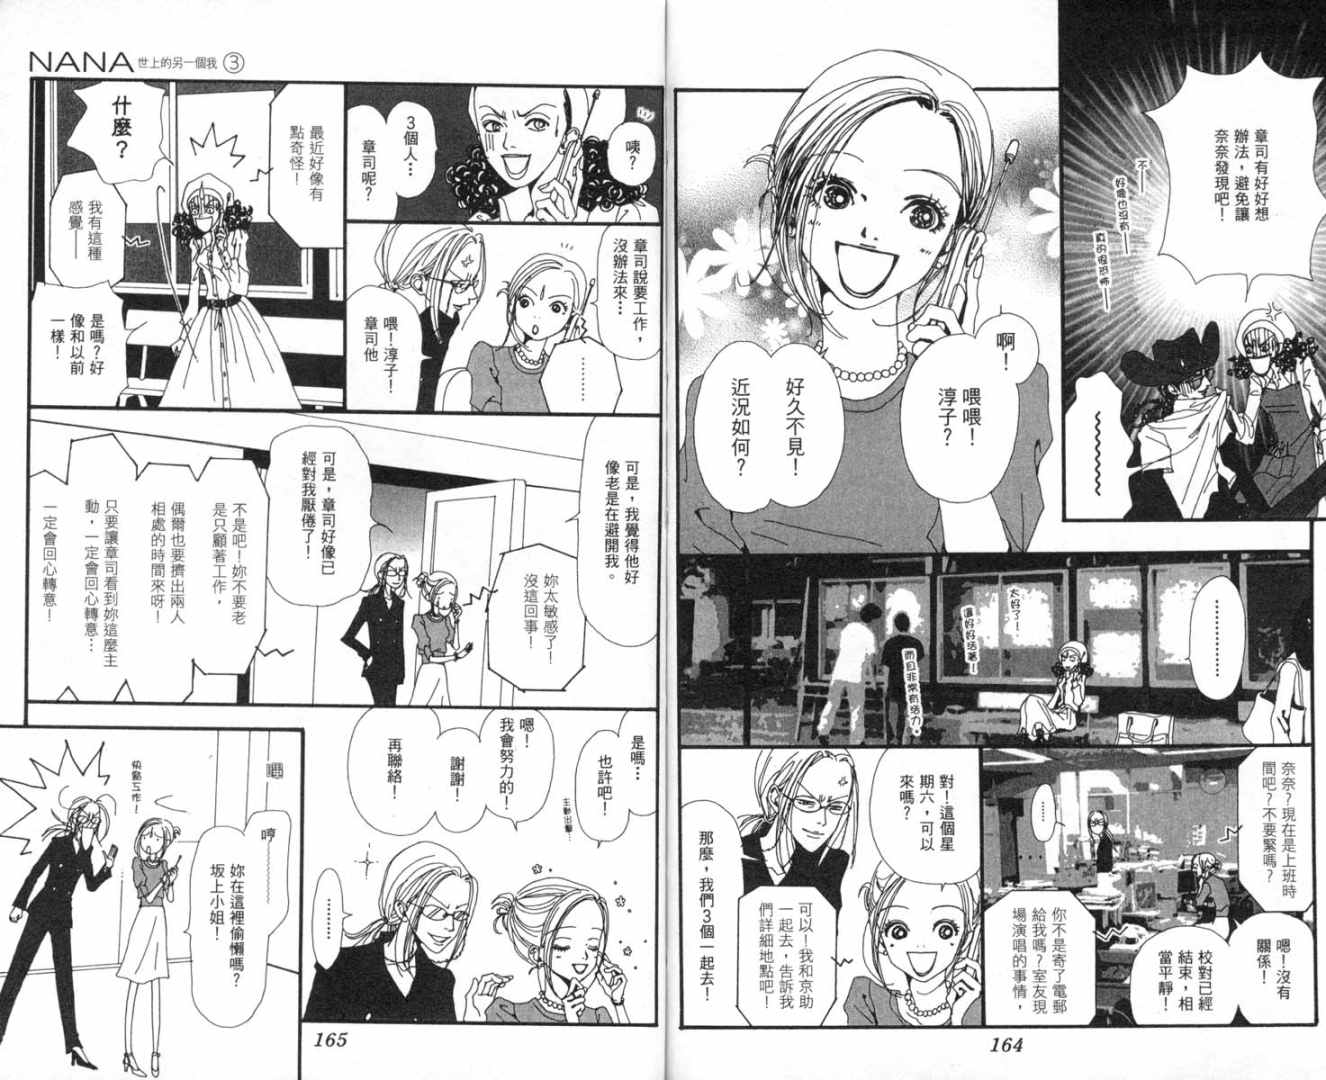 章司有好好想
辦法，避免讓
奈奈發現吧！
不——
好像也沒有——
真的很恐怖——
啊！
喂喂！
淳子？
好久不見！
近況如何？
太好了！
還好好活著！
而且非常有活力。
奈奈？現在是上班時
間吧？不要緊嗎？
嗯！沒有
關係！
校對已經
結束，相
當平靜！
你不是寄了電郵
給我嗎？室友現
場演唱的事情，
對！這個星
期六，可以
來嗎？
可以！我和京助
一起去，告訴我
們詳細地點吧！
那麼，我們3個一起去！
164
NANA 世上的另一個我 ③
咦？
3個人…
章司呢？
最近好像有
點奇怪！
什麼？
我有這種
感覺——
是嗎？好
像和以前
一樣！
章司說要工作，
沒辦法來…
喂！淳子！
章司他
可是，我覺得他好
像老是在避開我。
妳太敏感了！
沒這回事！
可是，章司好像已
經對我厭倦了！
不是吧！妳不要老
是只顧著工作，
偶爾也要擠出兩人
相處的時間來呀！
只要讓章司看到妳這麼主
動，一定會回心轉意…
一定會回心轉意！
是嗎…
也許吧！
主動出擊…
嗯！
我會努力的！
謝謝！
再聯絡！
嗶
哼…
妳在這裡偷懶嗎？
坂上小姐！
快點工作！
165